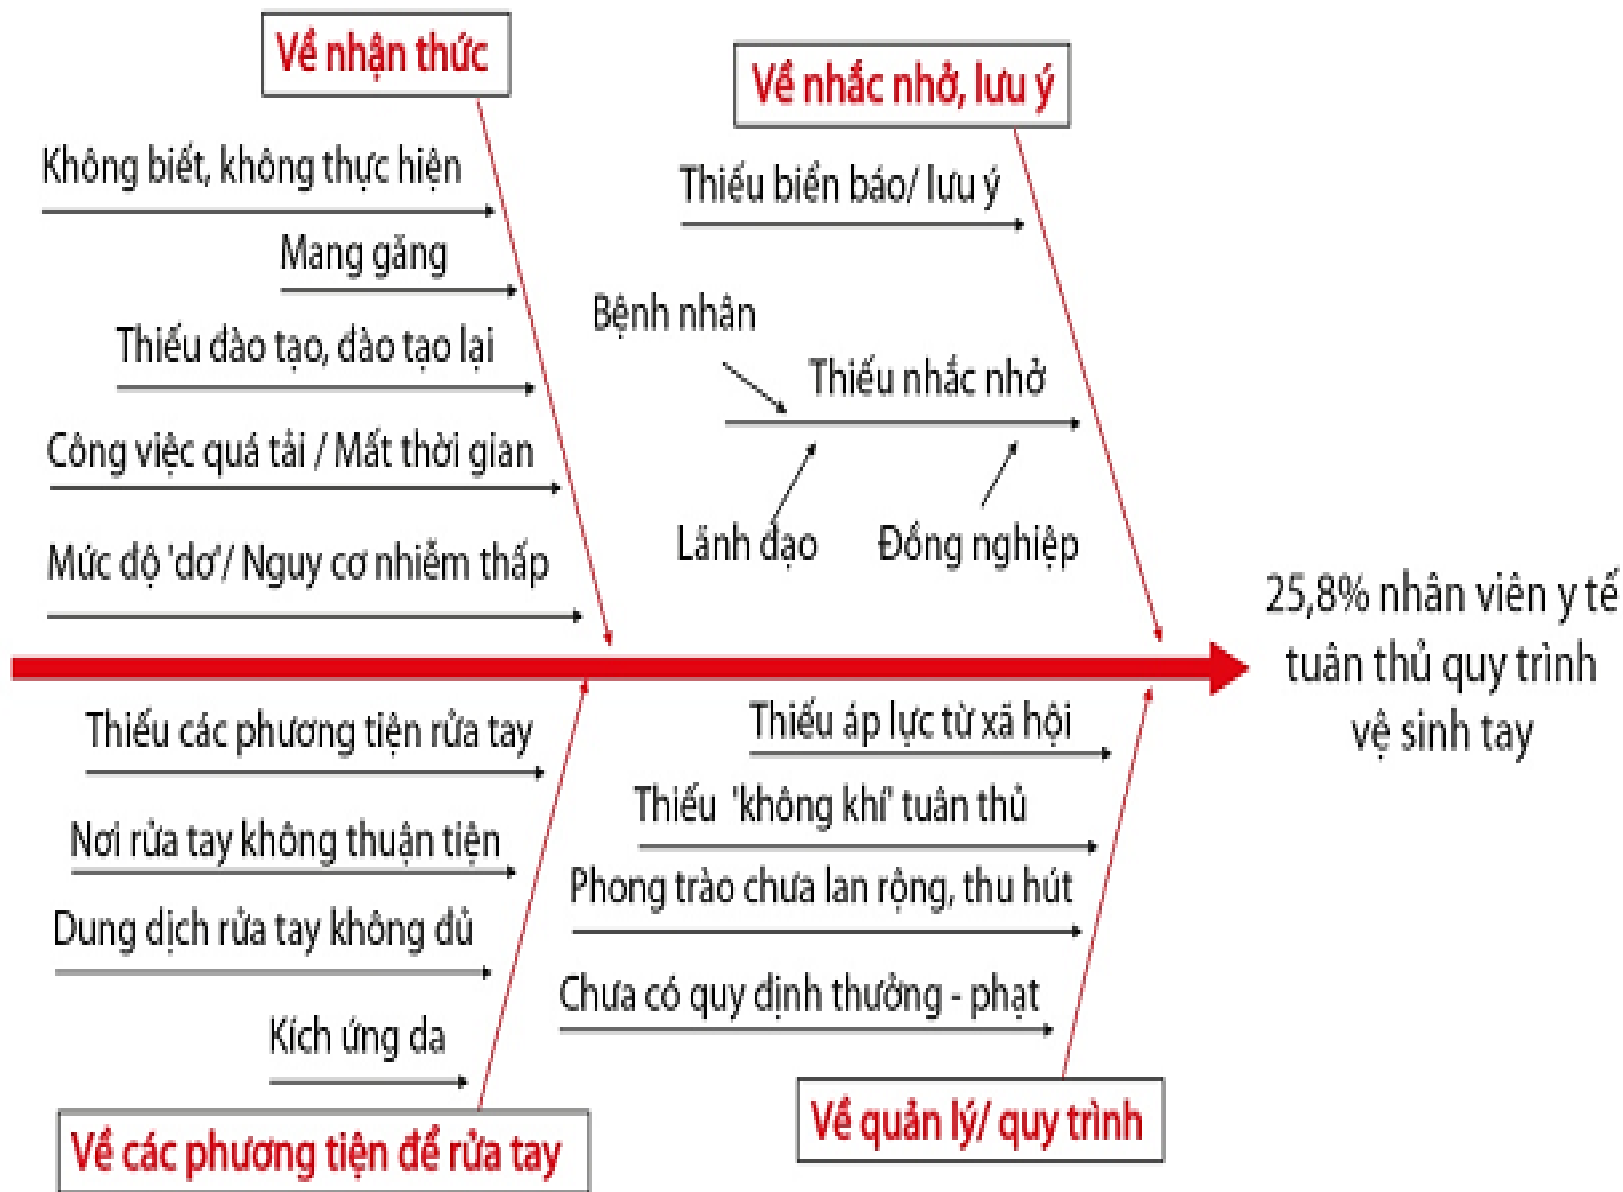 Về nhận thức
Không biết, không thực hiện
Mang găng
Thiếu đào tạo, đào tạo lại
Công việc quá tải / Mất thời gian
Mức độ 'dơ'/ Nguy cơ nhiễm thấp
Về nhắc nhở, lưu ý
Thiếu biển báo/ lưu ý
Bệnh nhân
Thiếu nhắc nhở
Lãnh đạo
Đồng nghiệp
25,8% nhân viên y tế
tuân thủ quy trình
vệ sinh tay
Thiếu các phương tiện rửa tay
Nơi rửa tay không thuận tiện
Dung dịch rửa tay không đủ
Kích ứng da
Về các phương tiện để rửa tay
Thiếu áp lực từ xã hội
Thiếu 'không khí' tuân thủ
Phong trào chưa lan rộng, thu hút
Chưa có quy định thưởng - phạt
Về quản lý/ quy trình